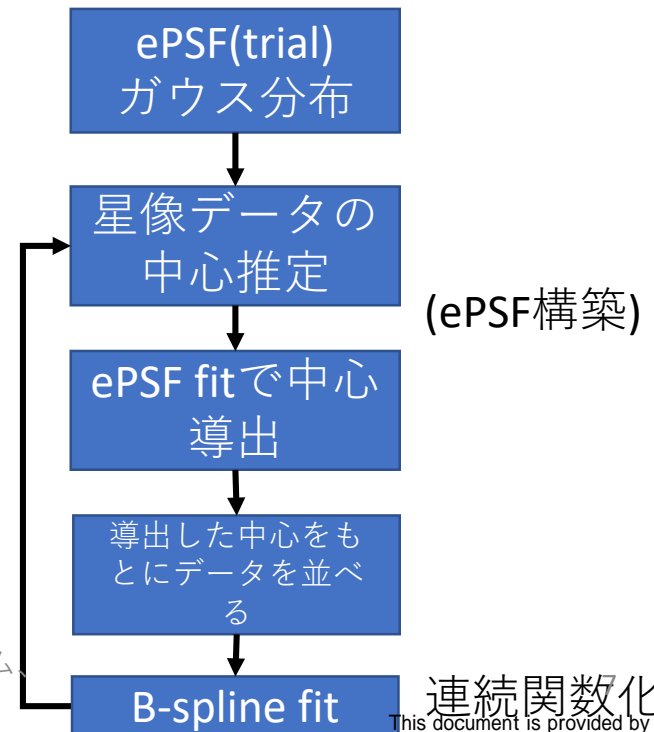 ePSF(trial)
ガウス分布
星像データの
中心推定
(ePSF構築)
ePSF fitで中心
導出
導出した中心をも
とにデータを並べ
る
ム、
B-spline fit
連続関数化
7
This document is provided by